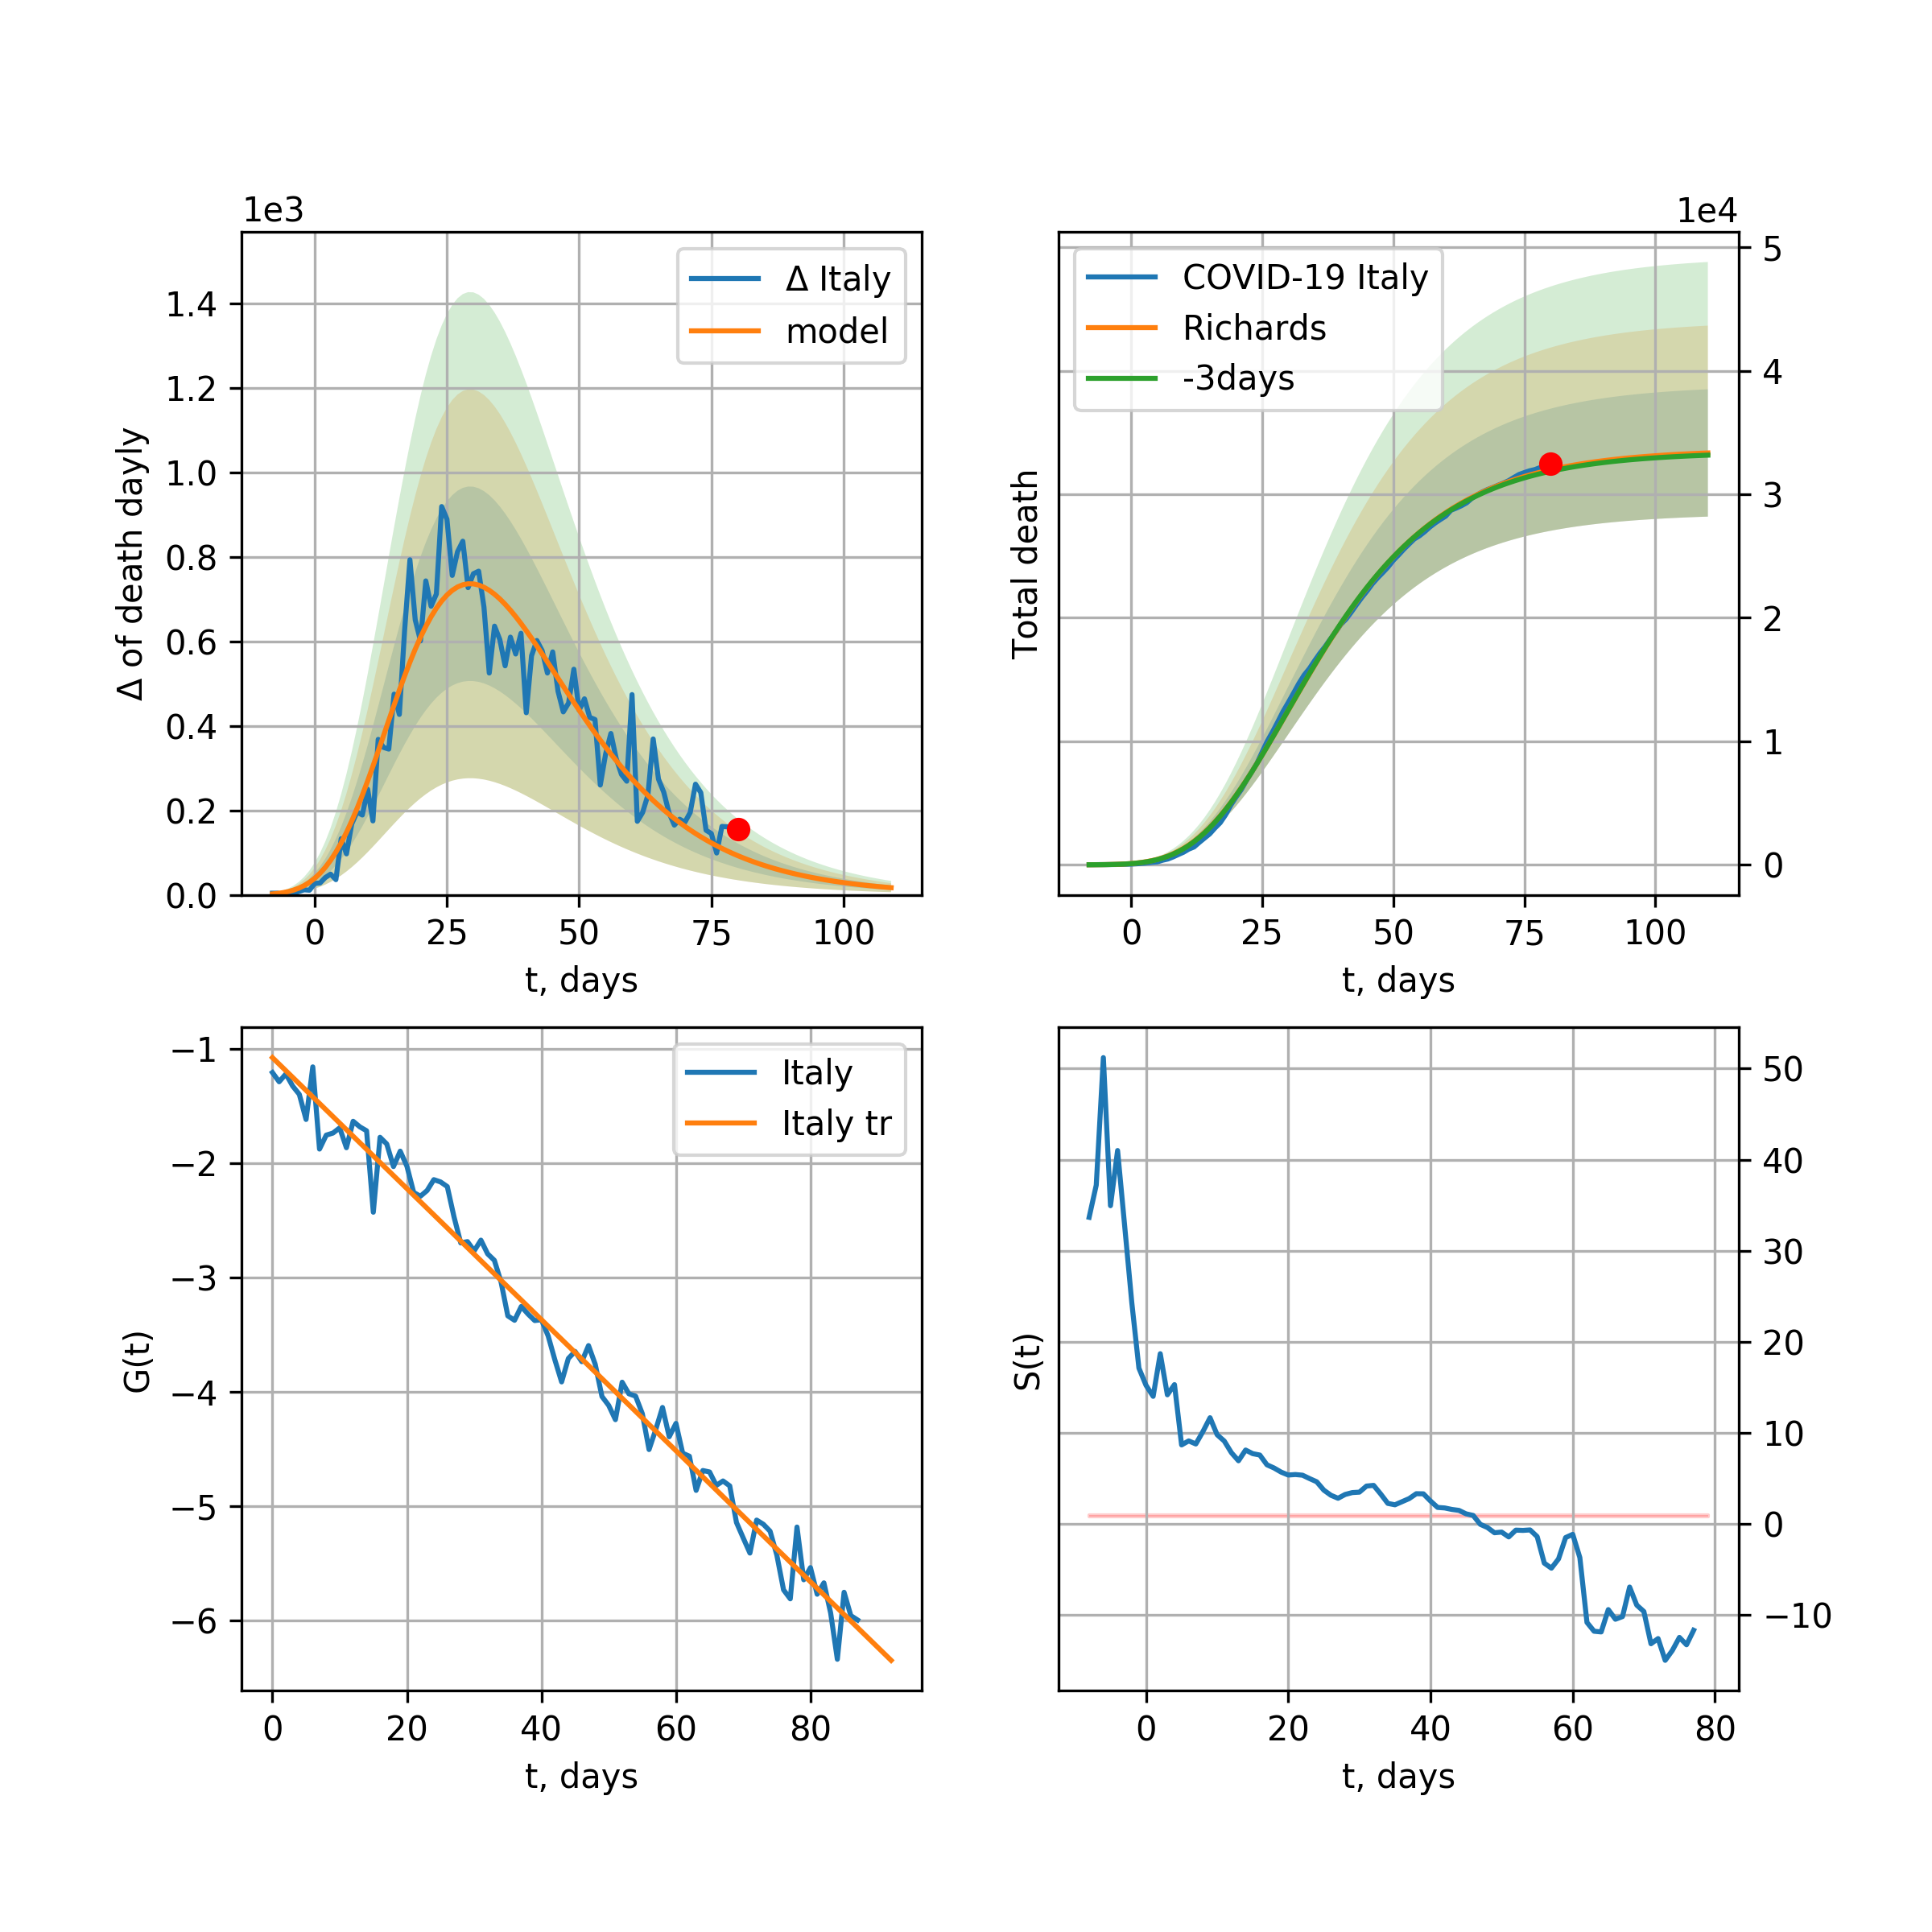 1e3
Δ of death dayly
1.4
1.2
1.0
0.8
0.6
0.4
0.2
0.0
Δ Italy
model
0 25 50 75 100
t, days
1e4
Total death
COVID-19 Italy
Richards
-3days
5
4
3
2
1
0
0 25 50 75 100
t, days
G(t)
−1
−2
−3
−4
−5
−6
Italy
Italy tr
0 20 40 60 80
t, days
S(t)
50
40
30
20
10
0
−10
0 20 40 60 80
t, days